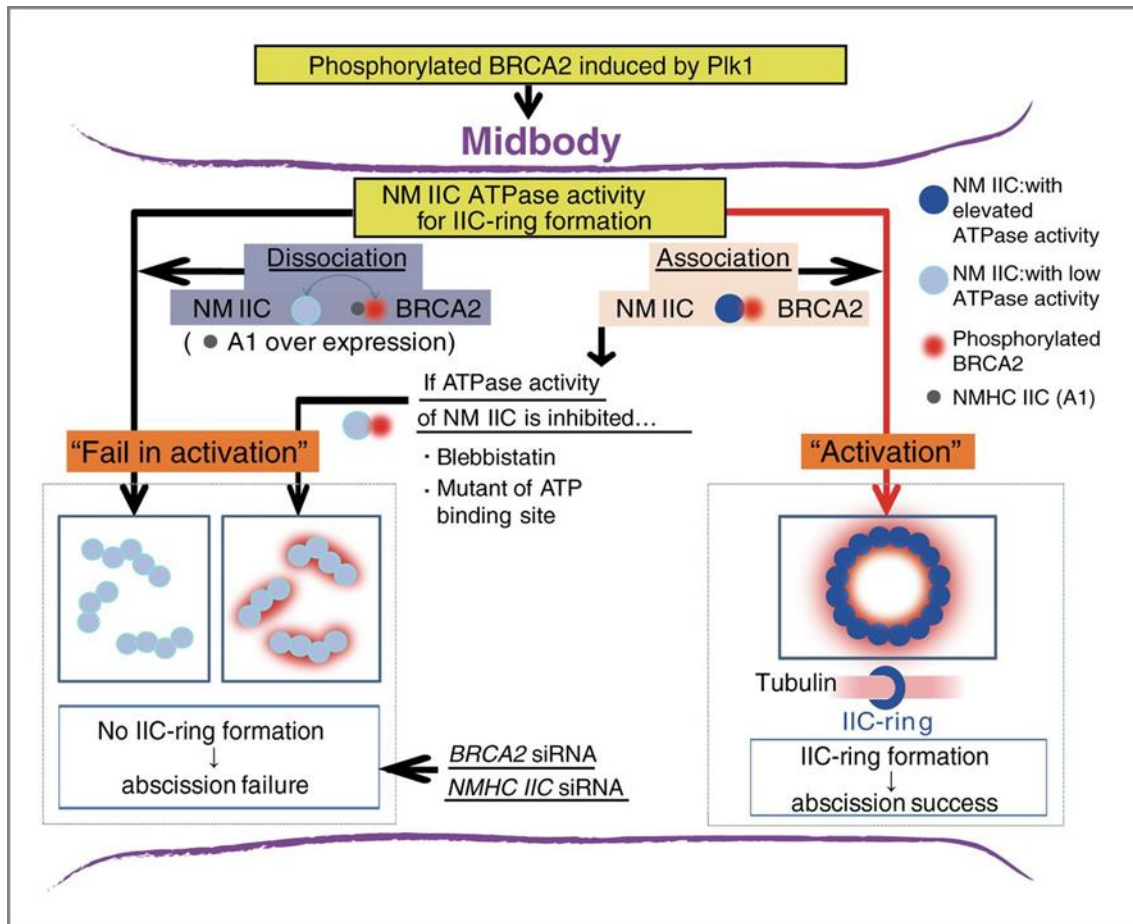 Phosphorylated BRCA2 induced by Plk1
Midbody
NM IIC ATPase activity
for IIC-ring formation
Dissociation
NM IIC
BRCA2
( ● A1 over expression)
Association
NM IIC
BRCA2
NM IIC:with
elevated
ATPase activity
NM IIC:with low
ATPase activity
Phosphorylated
BRCA2
NMHC IIC (A1)
If ATPase activity
of NM IIC is inhibited…
· Blebbistatin
· Mutant of ATP
binding site
“Fail in activation”
“Activation”
No IIC-ring formation
↓
abscission failure
BRCA2 siRNA
NMHC IIC siRNA
Tubulin
IIC-ring
IIC-ring formation
↓
abscission success